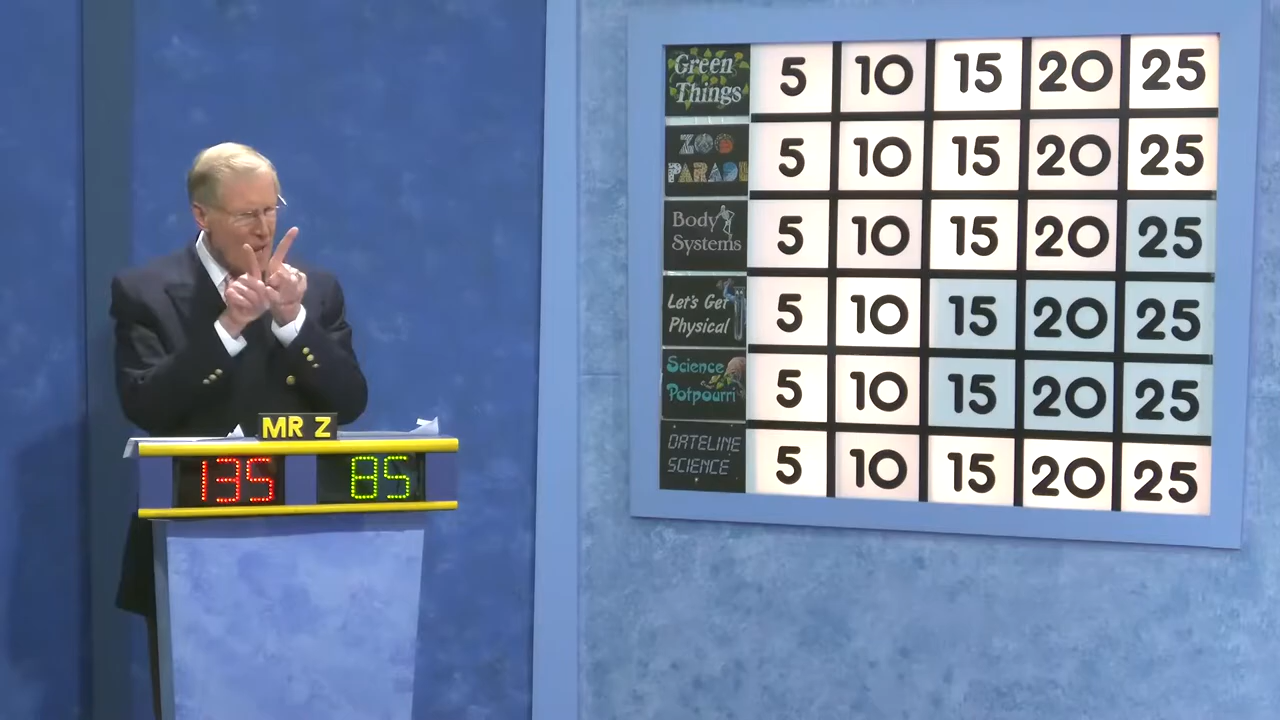 Green
Things
5 10 15 20 25
ZOO
PARADE
5 10 15 20 25
Body
Systems
5 10 15 20 25
Let's Get
Physical
5 10 15 20 25
Science
Potpourri
5 10 15 20 25
DATELINE
SCIENCE
5 10 15 20 25
MR Z
135 85